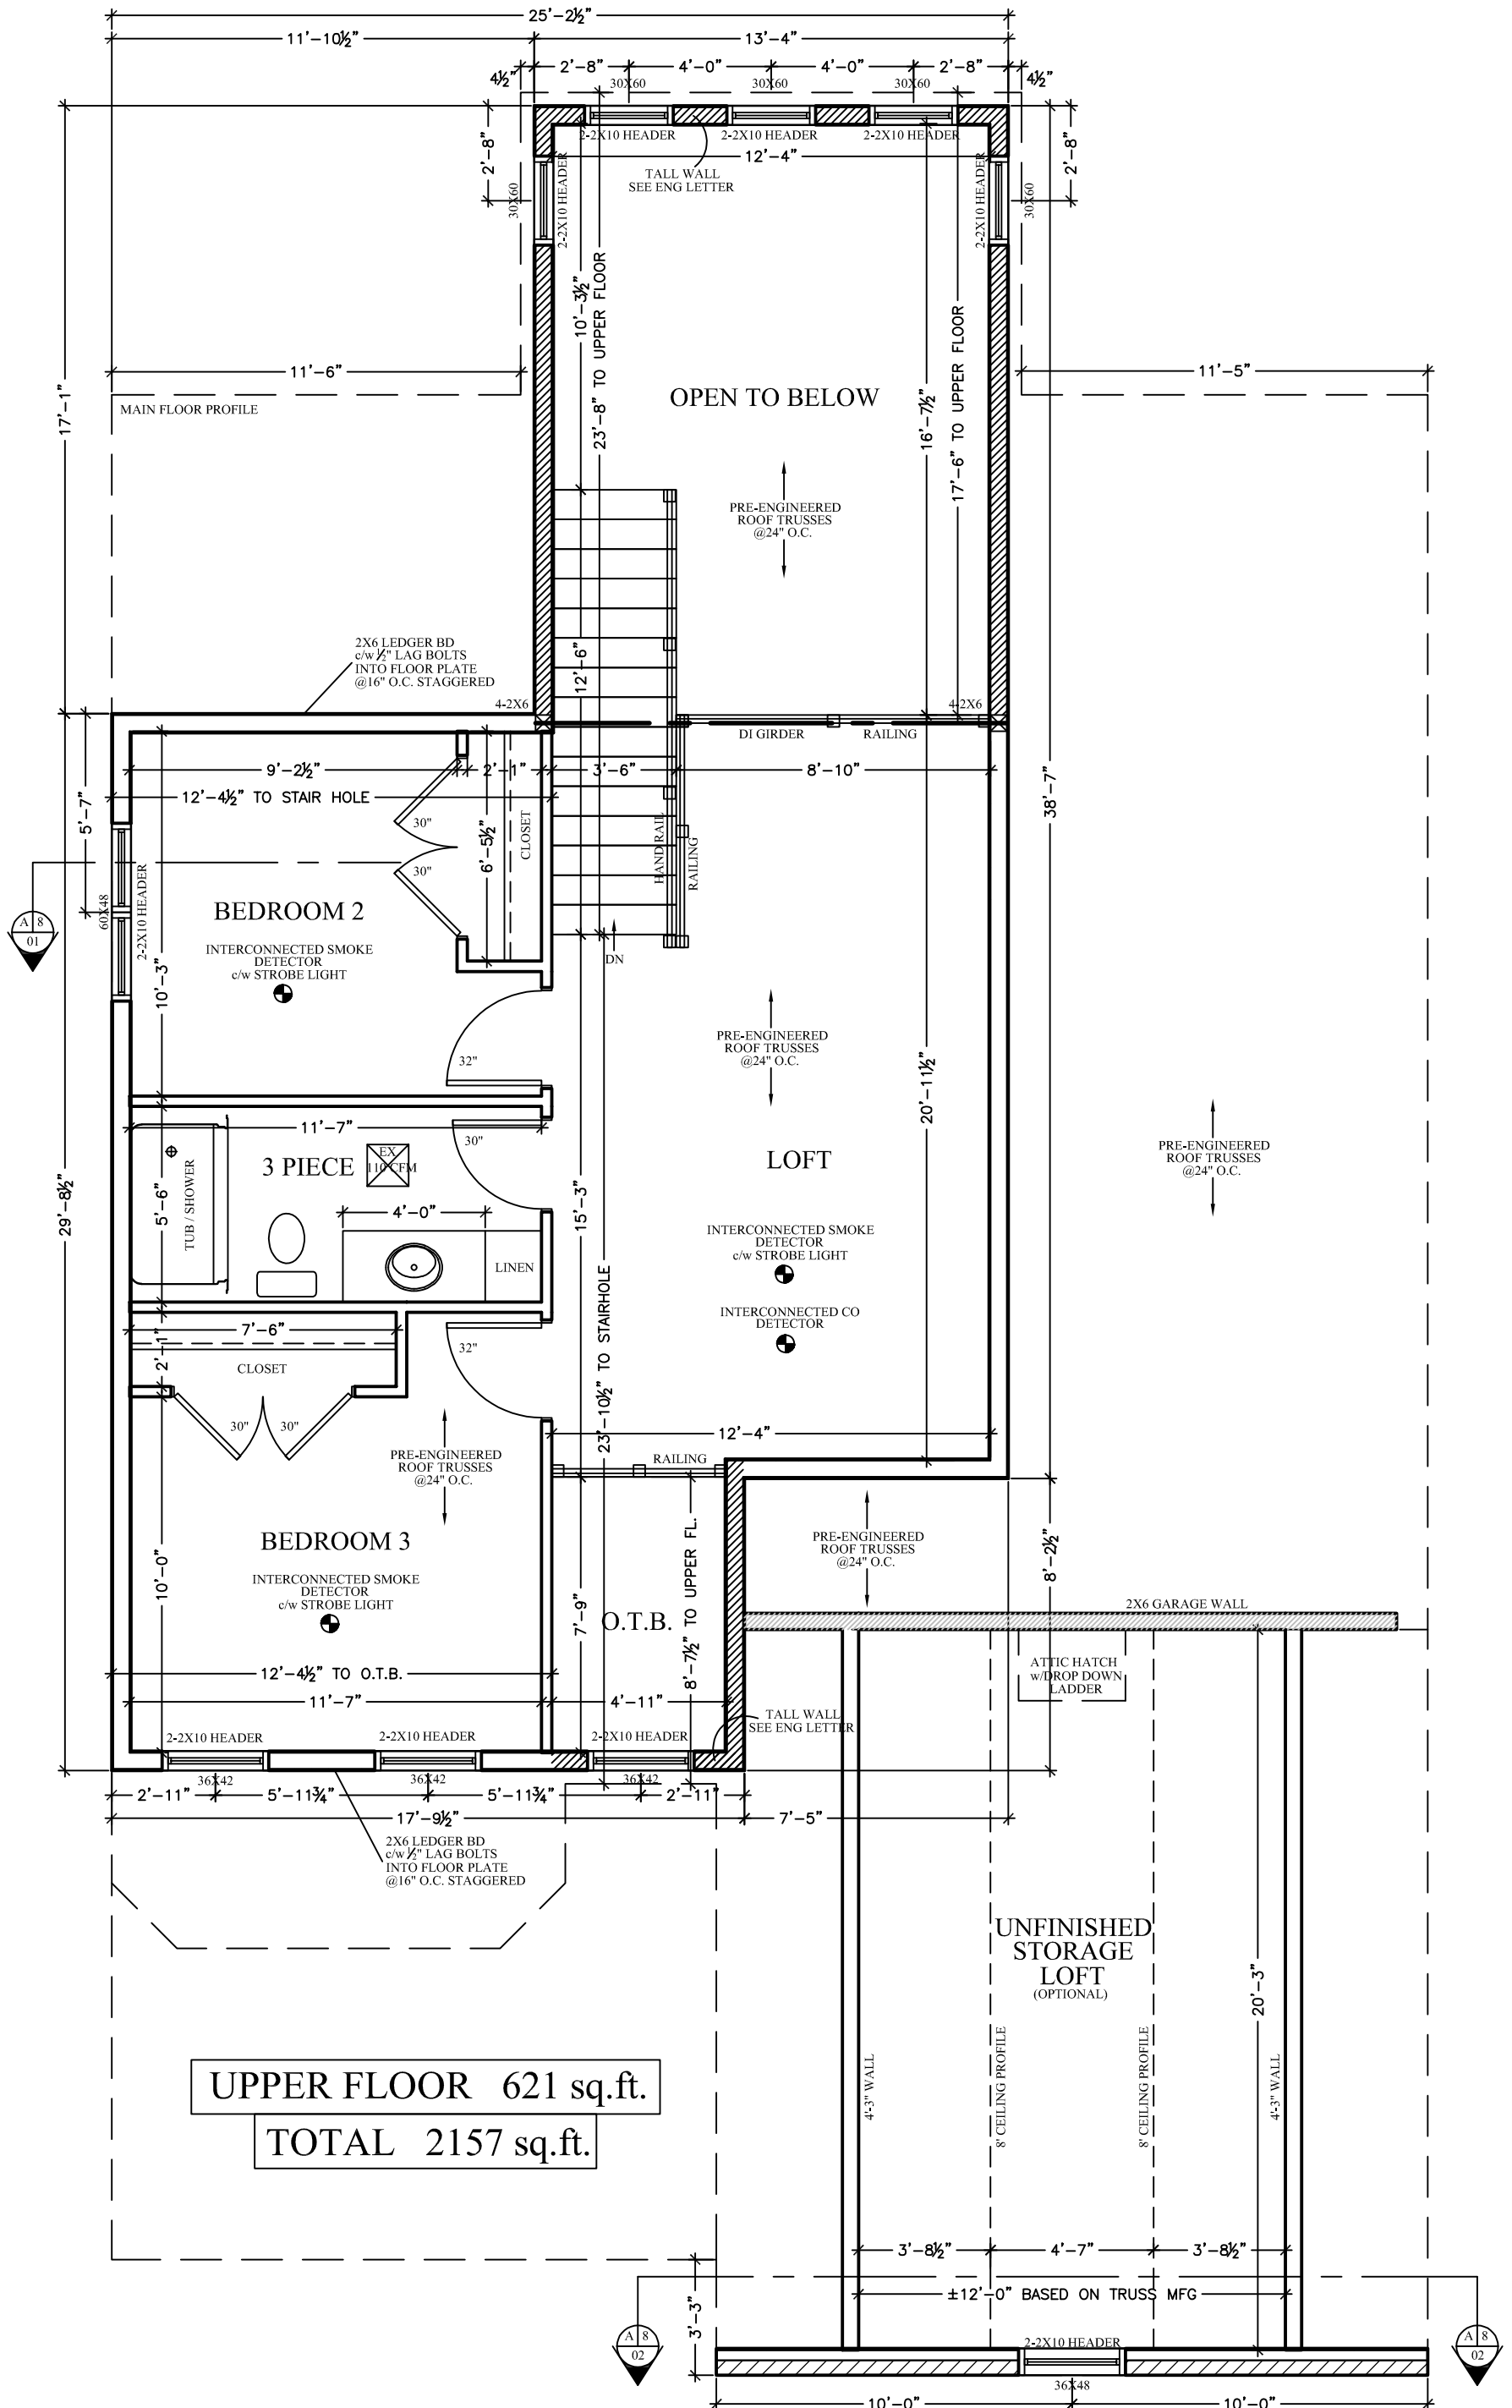 25'-2½"
11'-10½"
13'-4"
4½"
2'-8"
4'-0"
4'-0"
2'-8"
4½"
30X60
30X60
30X60
2-2X10 HEADER
2-2X10 HEADER
2-2X10 HEADER
2'-8"
12'-4"
2'-8"
TALL WALL
SEE ENG LETTER
30X60
2-2X10 HEADER
2-2X10 HEADER
30X60
10'-3½"
23'-8" TO UPPER FLOOR
17'-6" TO UPPER FLOOR
16'-7½"
17'-1"
11'-6"
11'-5"
MAIN FLOOR PROFILE
OPEN TO BELOW
PRE-ENGINEERED
ROOF TRUSSES
@24" O.C.
2X6 LEDGER BD
c/w ½" LAG BOLTS
INTO FLOOR PLATE
@16" O.C. STAGGERED
12'-6"
4-2X6
4-2X6
DI GIRDER
RAILING
9'-2½"
2'-1"
3'-6"
8'-10"
12'-4½" TO STAIR HOLE
5'-7"
38'-7"
30"
30"
6'-5½"
CLOSET
HAND RAIL
RAILING
A 8
01
60X48
2-2X10 HEADER
BEDROOM 2
INTERCONNECTED SMOKE
DETECTOR
c/w STROBE LIGHT
10'-3"
DN
32"
PRE-ENGINEERED
ROOF TRUSSES
@24" O.C.
20'-11½"
11'-7"
30"
3 PIECE
EX
110 CFM
LOFT
PRE-ENGINEERED
ROOF TRUSSES
@24" O.C.
29'-8½"
5'-6"
TUB / SHOWER
4'-0"
LINEN
15'-3"
INTERCONNECTED SMOKE
DETECTOR
c/w STROBE LIGHT
INTERCONNECTED CO
DETECTOR
23'-10½" TO STAIRHOLE
7'-6"
2'-1"
CLOSET
32"
30"
30"
12'-4"
PRE-ENGINEERED
ROOF TRUSSES
@24" O.C.
RAILING
BEDROOM 3
INTERCONNECTED SMOKE
DETECTOR
c/w STROBE LIGHT
10'-0"
7'-9"
8'-7½" TO UPPER FL.
O.T.B.
PRE-ENGINEERED
ROOF TRUSSES
@24" O.C.
8'-2½"
2X6 GARAGE WALL
12'-4½" TO O.T.B.
11'-7"
4'-11"
ATTIC HATCH
w/DROP DOWN
LADDER
TALL WALL
SEE ENG LETTER
2-2X10 HEADER
2-2X10 HEADER
2-2X10 HEADER
36X42
36X42
36X42
2'-11"
5'-11¾"
5'-11¾"
2'-11"
17'-9½"
7'-5"
2X6 LEDGER BD
c/w ½" LAG BOLTS
INTO FLOOR PLATE
@16" O.C. STAGGERED
UNFINISHED
STORAGE
LOFT
(OPTIONAL)
20'-3"
4'-3" WALL
8' CEILING PROFILE
8' CEILING PROFILE
4'-3" WALL
UPPER FLOOR 621 sq.ft.
TOTAL 2157 sq.ft.
3'-8½"
4'-7"
3'-8½"
±12'-0" BASED ON TRUSS MFG
3'-3"
A 8
02
A 8
02
2-2X10 HEADER
36X48
10'-0"
10'-0"